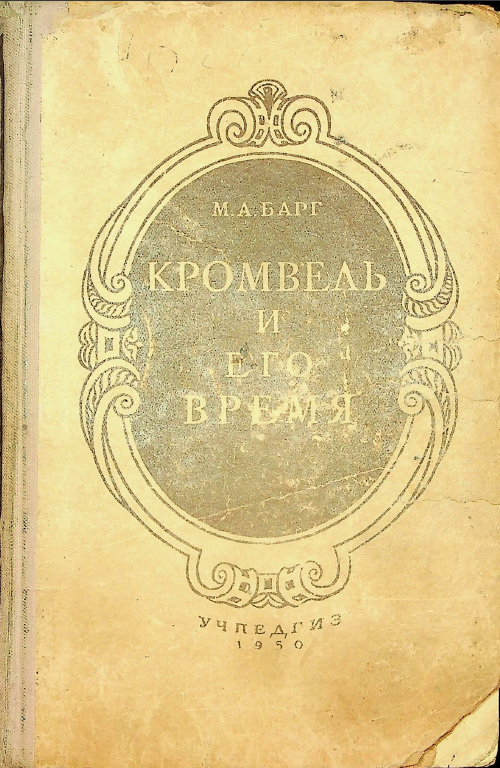 М. А. БАРГ
КРОМВЕЛЬ
И
ЕГО
ВРЕМЯ
УЧПЕДГИЗ
1950